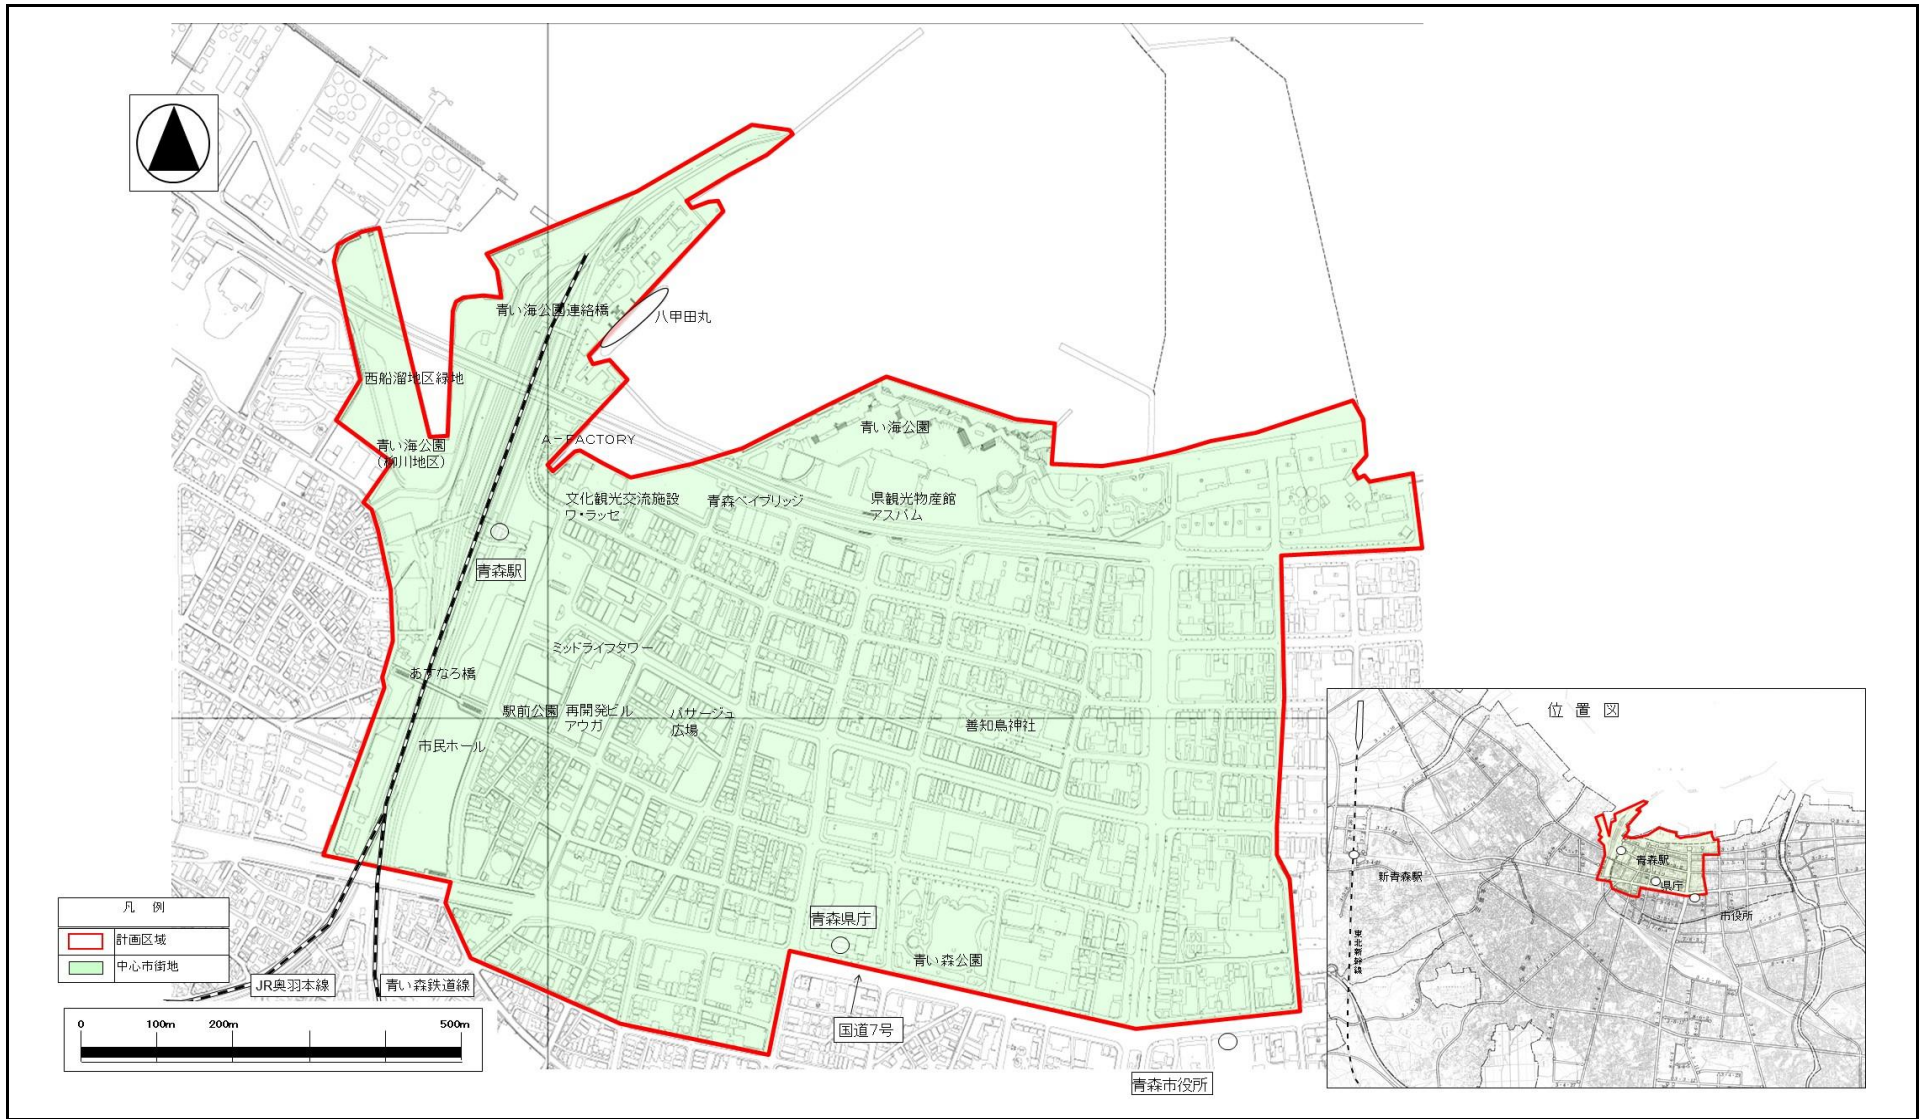 青い海公園連絡橋
八甲田丸
西船溜地区緑地
青い海公園
(柳川地区)
A-FACTORY
青い海公園
文化観光交流施設
ワ・ラッセ
青森ベイブリッジ
県観光物産館
アスパム
青森駅
ミッドライフタワー
あすなろ橋
駅前公園
再開発ビル
アウガ
パサージュ
広場
善知鳥神社
市民ホール
青森県庁
青い森公園
国道7号
青森市役所
JR奥羽本線
青い森鉄道線
凡 例
計画区域
中心市街地
0 100m 200m 500m
位 置 図
新青森駅
青森駅
県庁
市役所
東北新幹線